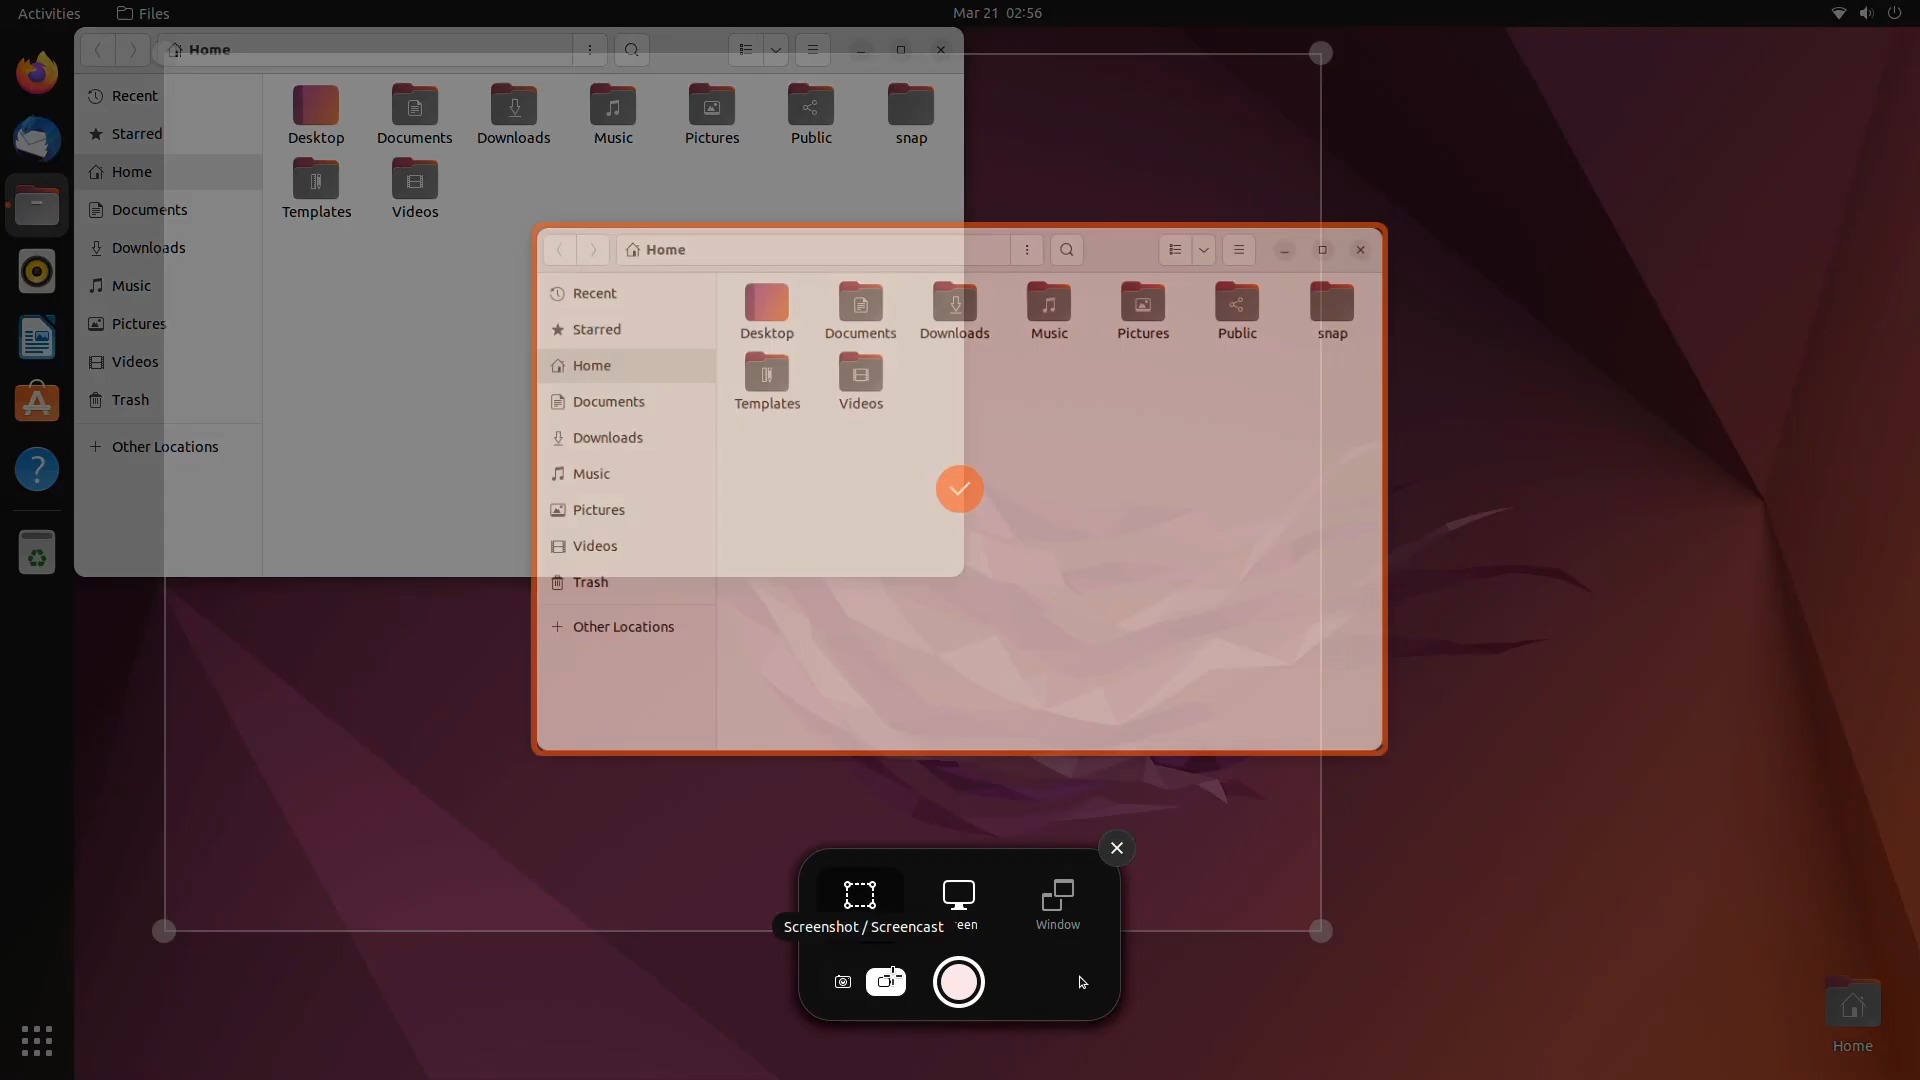 Activities
Files
Mar 21 02:56
Home
Recent
Starred
Home
Documents
Downloads
Music
Pictures
Videos
Trash
Other Locations
Desktop
Documents
Downloads
Music
Pictures
Public
snap
Templates
Videos
Home
Recent
Starred
Home
Documents
Downloads
Music
Pictures
Videos
Trash
Other Locations
Desktop
Documents
Downloads
Music
Pictures
Public
snap
Templates
Videos
Screenshot / Screencast
Window
Home